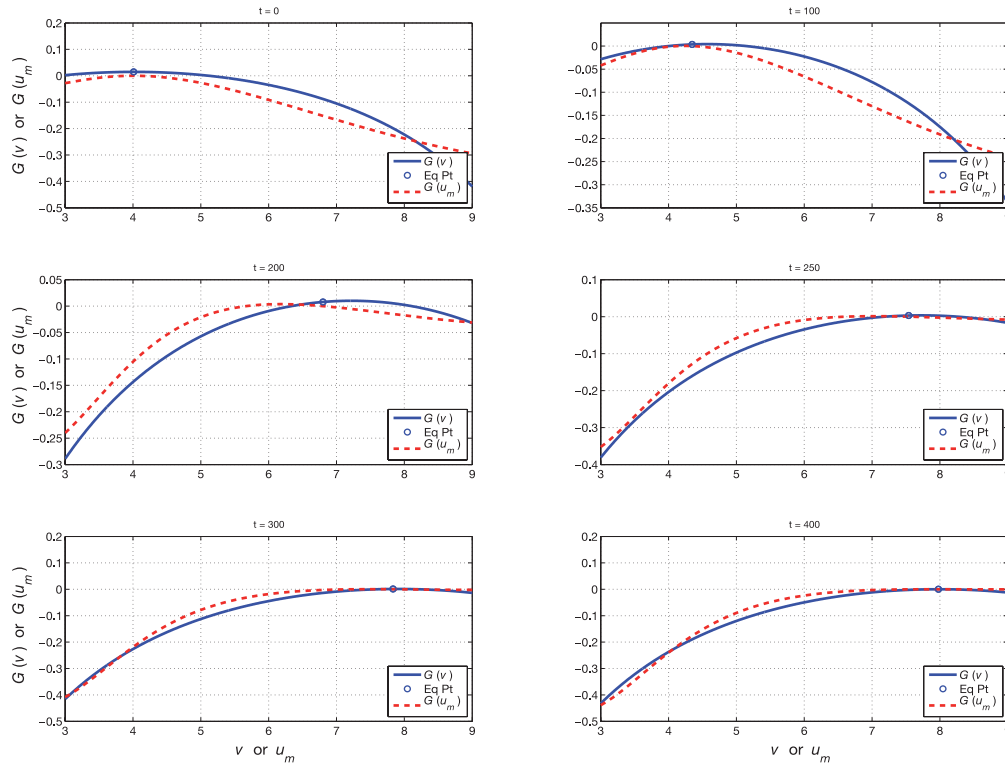 t = 0
0.2
0.1
0
−0.1
−0.2
−0.3
−0.4
−0.5
3 4 5 6 7 8 9
G (v) or G (u_m)
G (v)
Eq Pt
G (u_m)
t = 100
0
−0.05
−0.1
−0.15
−0.2
−0.25
−0.3
−0.35
3 4 5 6 7 8
G (v)
Eq Pt
G (u_m)
t = 200
0.05
0
−0.05
−0.1
−0.15
−0.2
−0.25
−0.3
3 4 5 6 7 8 9
G (v) or G (u_m)
G (v)
Eq Pt
G (u_m)
t = 250
0.1
0
−0.1
−0.2
−0.3
−0.4
3 4 5 6 7 8
G (v)
Eq Pt
G (u_m)
t = 300
0.2
0.1
0
−0.1
−0.2
−0.3
−0.4
−0.5
3 4 5 6 7 8 9
G (v) or G (u_m)
v or u_m
G (v)
Eq Pt
G (u_m)
t = 400
0.2
0.1
0
−0.1
−0.2
−0.3
−0.4
−0.5
3 4 5 6 7 8
v or u_m
G (v)
Eq Pt
G (u_m)